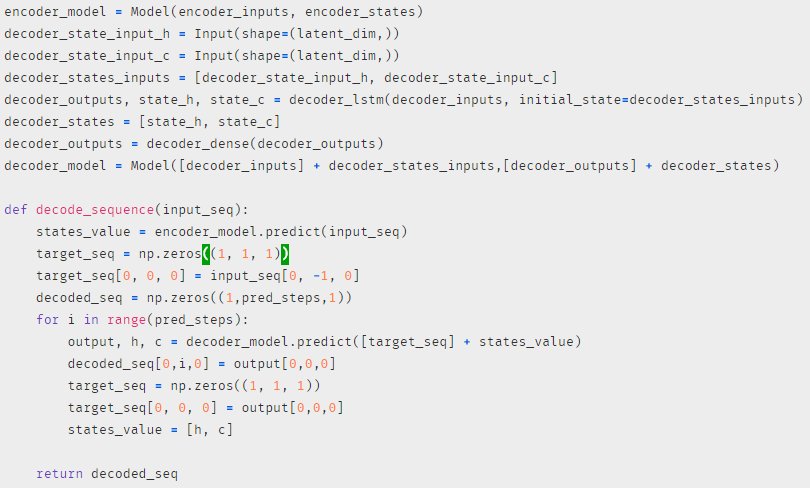 encoder_model = Model(encoder_inputs, encoder_states)
decoder_state_input_h = Input(shape=(latent_dim,))
decoder_state_input_c = Input(shape=(latent_dim,))
decoder_states_inputs = [decoder_state_input_h, decoder_state_input_c]
decoder_outputs, state_h, state_c = decoder_lstm(decoder_inputs, initial_state=decoder_states_inputs)
decoder_states = [state_h, state_c]
decoder_outputs = decoder_dense(decoder_outputs)
decoder_model = Model([decoder_inputs] + decoder_states_inputs,[decoder_outputs] + decoder_states)

def decode_sequence(input_seq):
    states_value = encoder_model.predict(input_seq)
    target_seq = np.zeros((1, 1, 1))
    target_seq[0, 0, 0] = input_seq[0, -1, 0]
    decoded_seq = np.zeros((1,pred_steps,1))
    for i in range(pred_steps):
        output, h, c = decoder_model.predict([target_seq] + states_value)
        decoded_seq[0,i,0] = output[0,0,0]
        target_seq = np.zeros((1, 1, 1))
        target_seq[0, 0, 0] = output[0,0,0]
        states_value = [h, c]

    return decoded_seq